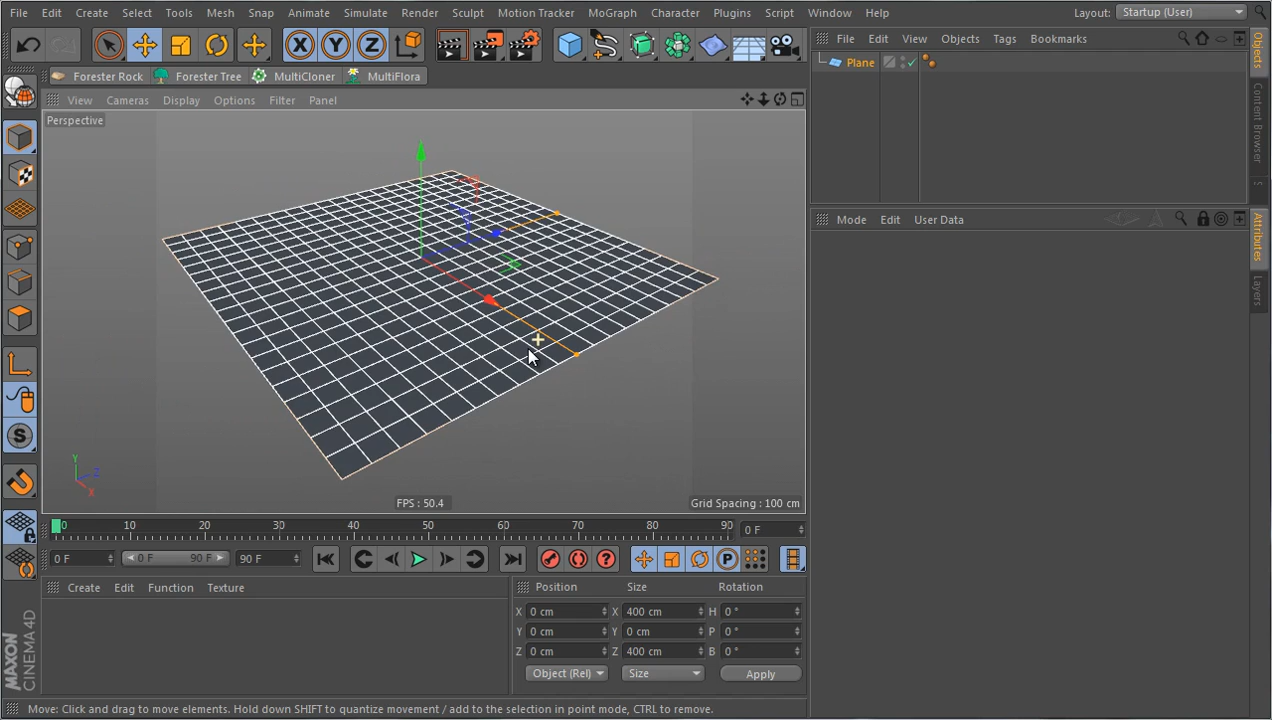 File Edit Create Select Tools Mesh Snap Animate Simulate Render Sculpt Motion Tracker MoGraph Character Plugins Script Window Help Layout: Startup (User)
X Y Z
File Edit View Objects Tags Bookmarks
Plane
Forester Rock Forester Tree MultiCloner MultiFlora
View Cameras Display Options Filter Panel
Perspective
Objects
Content Browser
S
Mode Edit User Data
Attributes
Layers
S
Y
Z
X
FPS : 50.4
Grid Spacing : 100 cm
0 10 20 30 40 50 60 70 80 90 0 F
0 F 0 F 90 F 90 F
P
Create Edit Function Texture
Position Size Rotation
X 0 cm X 400 cm H 0 °
Y 0 cm Y 0 cm P 0 °
Z 0 cm Z 400 cm B 0 °
Object (Rel) Size Apply
MAXON
CINEMA 4D
Move: Click and drag to move elements. Hold down SHIFT to quantize movement / add to the selection in point mode, CTRL to remove.